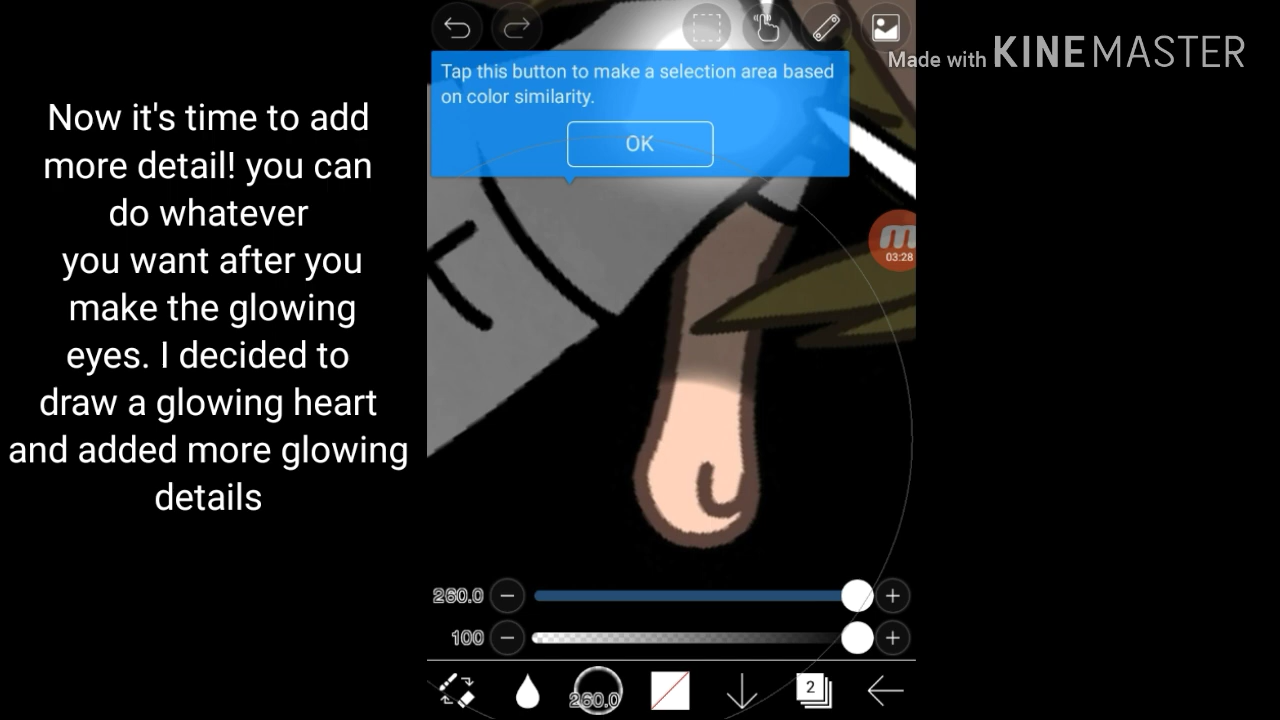 Now it's time to add
more detail! you can
do whatever
you want after you
make the glowing
eyes. I decided to
draw a glowing heart
and added more glowing
details
Tap this button to make a selection area based
on color similarity.
OK
Made with KINEMASTER
m
03:28
260.0
100
260.0
2